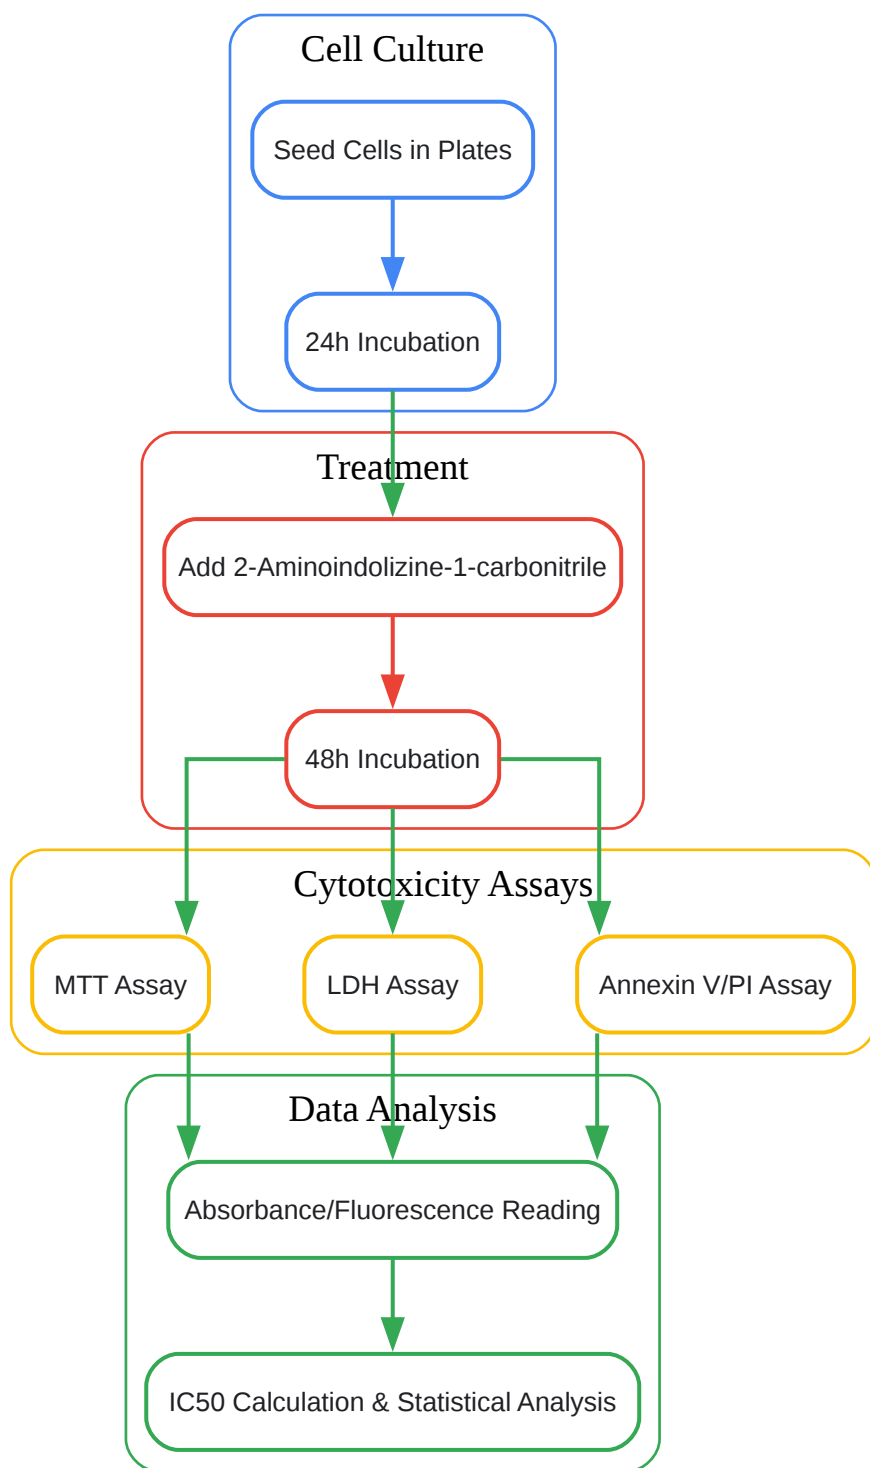 Cell Culture
Seed Cells in Plates
24h Incubation
Treatment
Add 2-Aminoindolizine-1-carbonitrile
48h Incubation
Cytotoxicity Assays
MTT Assay
LDH Assay
Annexin V/PI Assay
Data Analysis
Absorbance/Fluorescence Reading
IC50 Calculation & Statistical Analysis